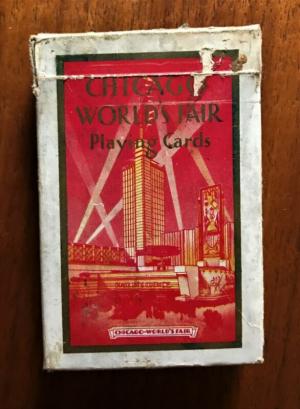 CHICAGO
WORLD'S FAIR
Playing Cards
CHICAGO-WORLD'S FAIR